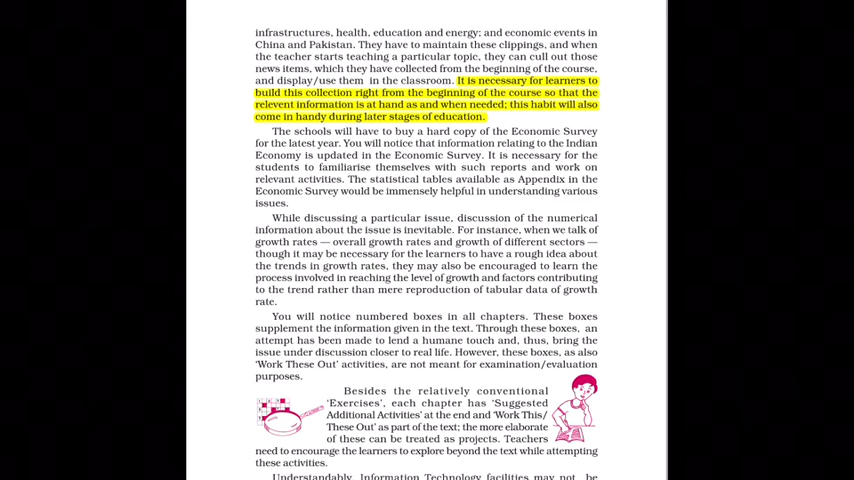 infrastructures, health, education and energy; and economic events in
China and Pakistan. They have to maintain these clippings, and when
the teacher starts teaching a particular topic, they can cull out those
news items, which they have collected from the beginning of the course,
and display/use them in the classroom. It is necessary for learners to
build this collection right from the beginning of the course so that the
relevent information is at hand as and when needed; this habit will also
come in handy during later stages of education.
The schools will have to buy a hard copy of the Economic Survey
for the latest year. You will notice that information relating to the Indian
Economy is updated in the Economic Survey. It is necessary for the
students to familiarise themselves with such reports and work on
relevant activities. The statistical tables available as Appendix in the
Economic Survey would be immensely helpful in understanding various
issues.
While discussing a particular issue, discussion of the numerical
information about the issue is inevitable. For instance, when we talk of
growth rates — overall growth rates and growth of different sectors —
though it may be necessary for the learners to have a rough idea about
the trends in growth rates, they may also be encouraged to learn the
process involved in reaching the level of growth and factors contributing
to the trend rather than mere reproduction of tabular data of growth
rate.
You will notice numbered boxes in all chapters. These boxes
supplement the information given in the text. Through these boxes, an
attempt has been made to lend a humane touch and, thus, bring the
issue under discussion closer to real life. However, these boxes, as also
‘Work These Out’ activities, are not meant for examination/evaluation
purposes.
Besides the relatively conventional
‘Exercises’, each chapter has ‘Suggested
Additional Activities’ at the end and ‘Work This/
These Out’ as part of the text; the more elaborate
of these can be treated as projects. Teachers
need to encourage the learners to explore beyond the text while attempting
these activities.
Understandably, Information Technology facilities may not be